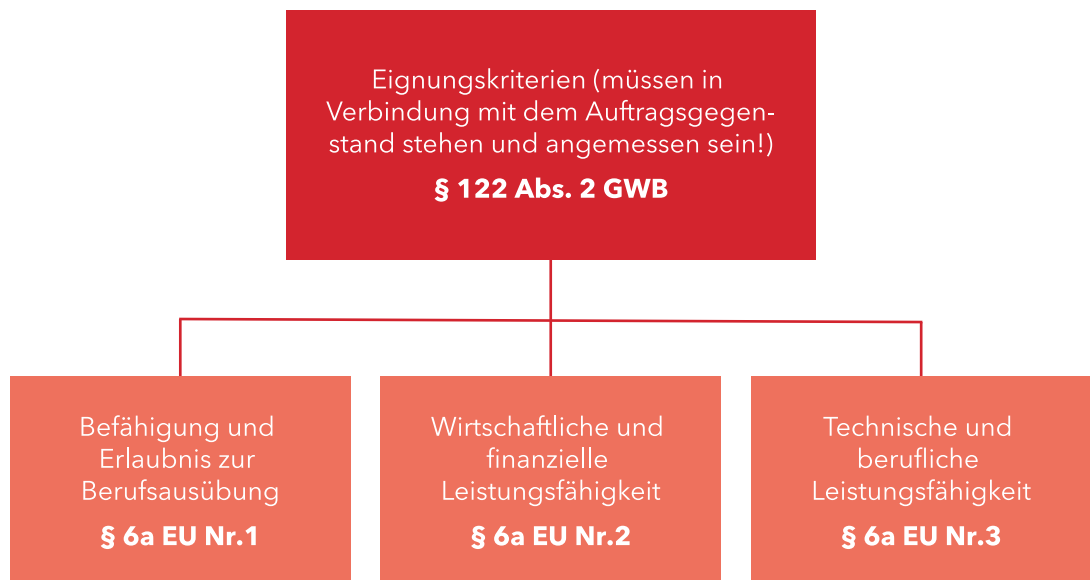 Eignungskriterien (müssen in
Verbindung mit dem Auftragsgegen-
stand stehen und angemessen sein!)
§ 122 Abs. 2 GWB
Befähigung und
Erlaubnis zur
Berufsausübung
§ 6a EU Nr.1
Wirtschaftliche und
finanzielle
Leistungsfähigkeit
§ 6a EU Nr.2
Technische und
berufliche
Leistungsfähigkeit
§ 6a EU Nr.3